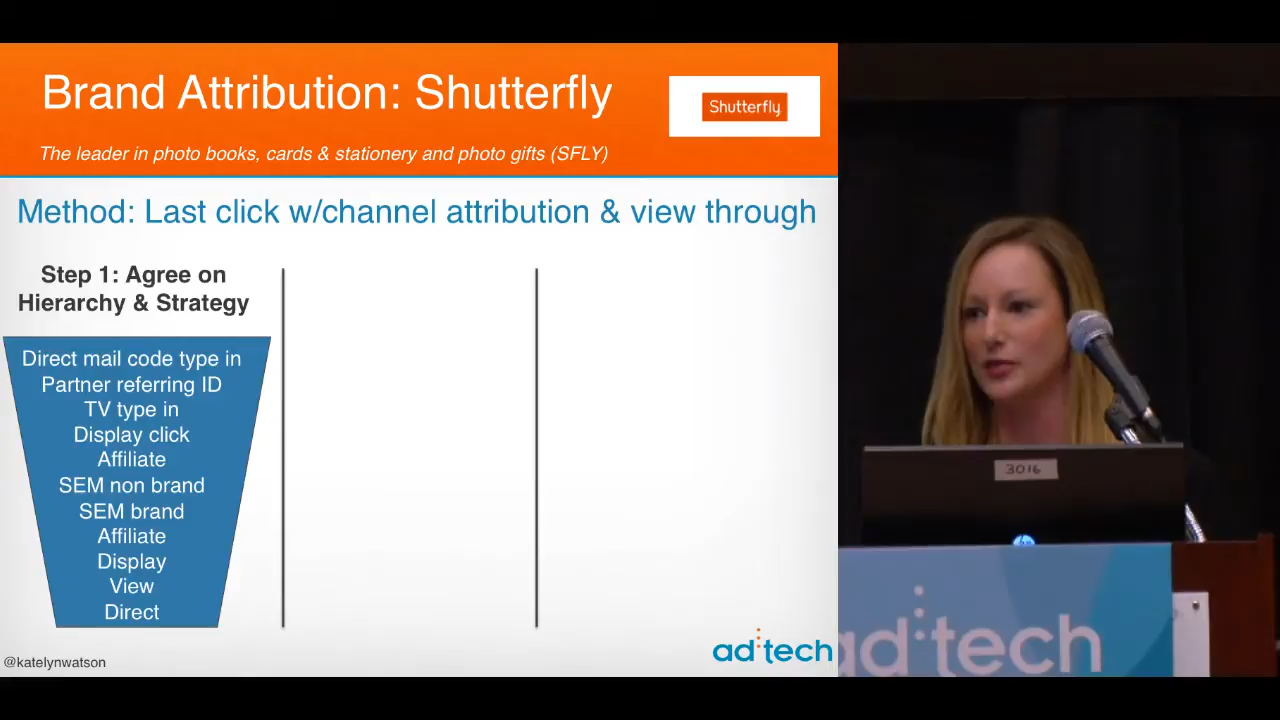 Brand Attribution: Shutterfly
Shutterfly
The leader in photo books, cards & stationery and photo gifts (SFLY)
Method: Last click w/channel attribution & view through
Step 1: Agree on
Hierarchy & Strategy
Direct mail code type in
Partner referring ID
TV type in
Display click
Affiliate
SEM non brand
SEM brand
Affiliate
Display
View
Direct
@katelynwatson
ad:tech
3016
hp
ad:tech